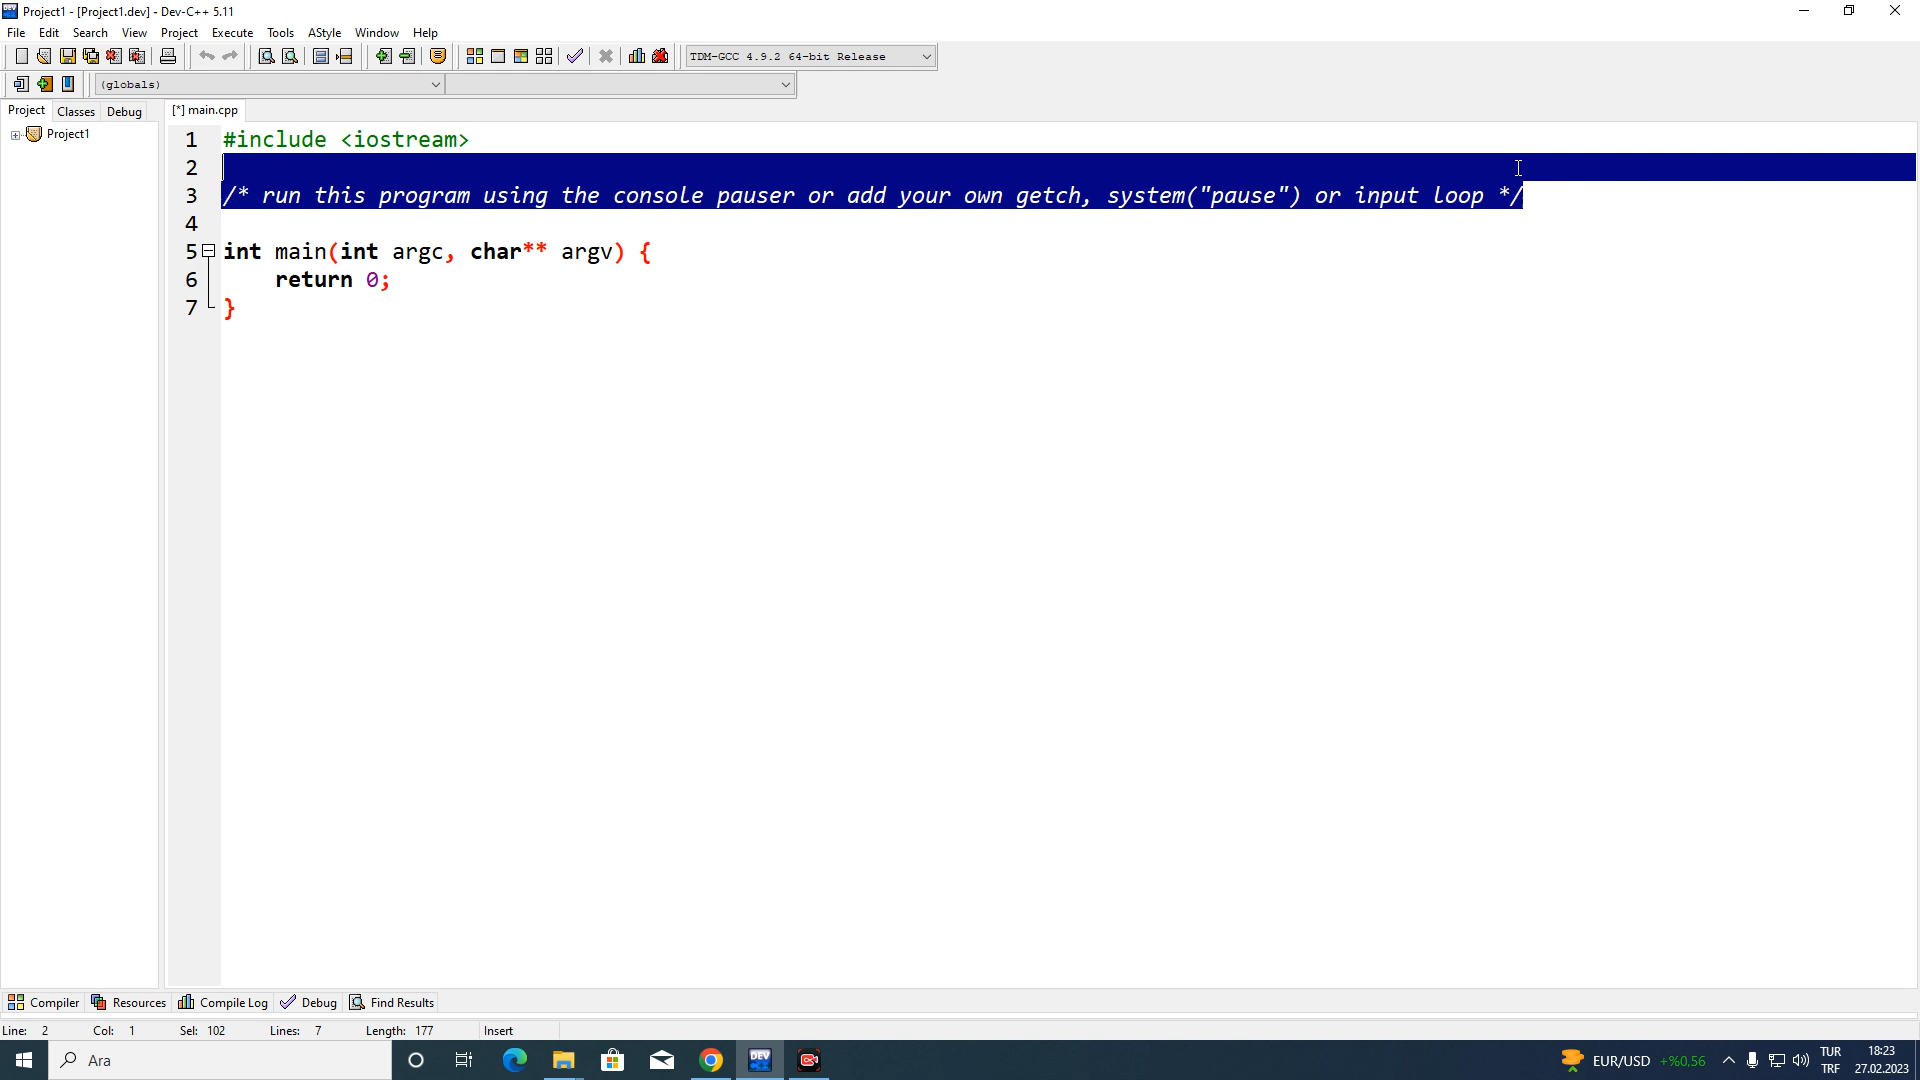 Project1 - [Project1.dev] - Dev-C++ 5.11
File Edit Search View Project Execute Tools AStyle Window Help
TDM-GCC 4.9.2 64-bit Release
(globals)
Project Classes Debug [*] main.cpp
Project1
1 #include <iostream>
2
3 /* run this program using the console pauser or add your own getch, system("pause") or input loop */
4
5 int main(int argc, char** argv) {
6 return 0;
7 }
Compiler Resources Compile Log Debug Find Results
Line: 2 Col: 1 Sel: 102 Lines: 7 Length: 177 Insert
Ara
DEV
EUR/USD +%0,56
TUR
TRF
18:23
27.02.2023